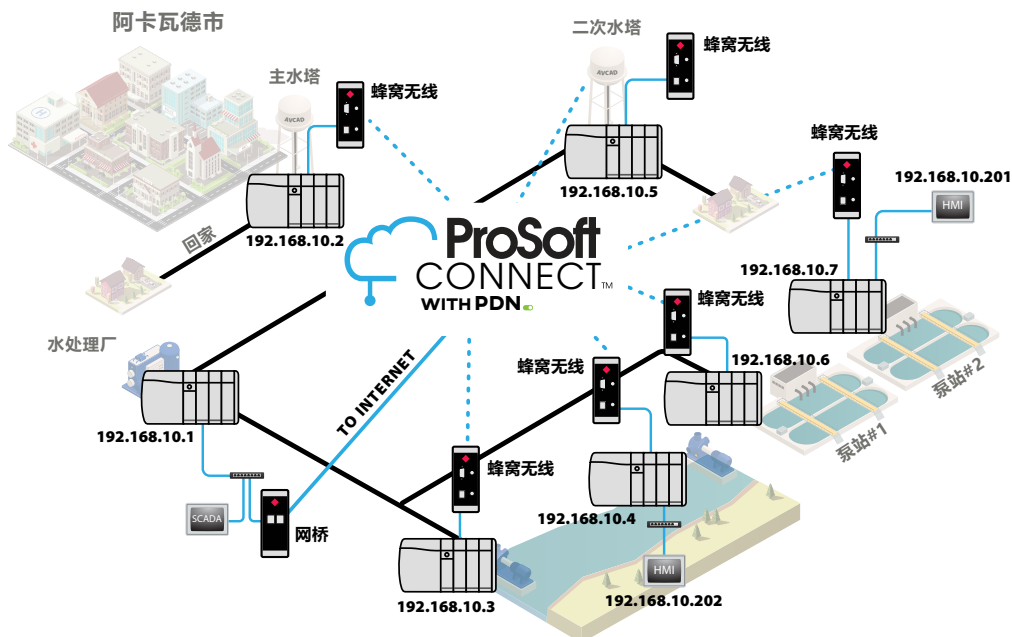 阿卡瓦德市
二次水塔
蜂窝无线
主水塔
蜂窝无线
AVCAD
AVCAD
蜂窝无线
192.168.10.201
HMI
192.168.10.5
192.168.10.2
回家
ProSoft
CONNECT™
WITH PDN
192.168.10.7
蜂窝无线
水处理厂
192.168.10.6
泵站#2
蜂窝无线
泵站#1
192.168.10.1
TO INTERNET
蜂窝无线
SCADA
网桥
192.168.10.4
HMI
192.168.10.3
192.168.10.202